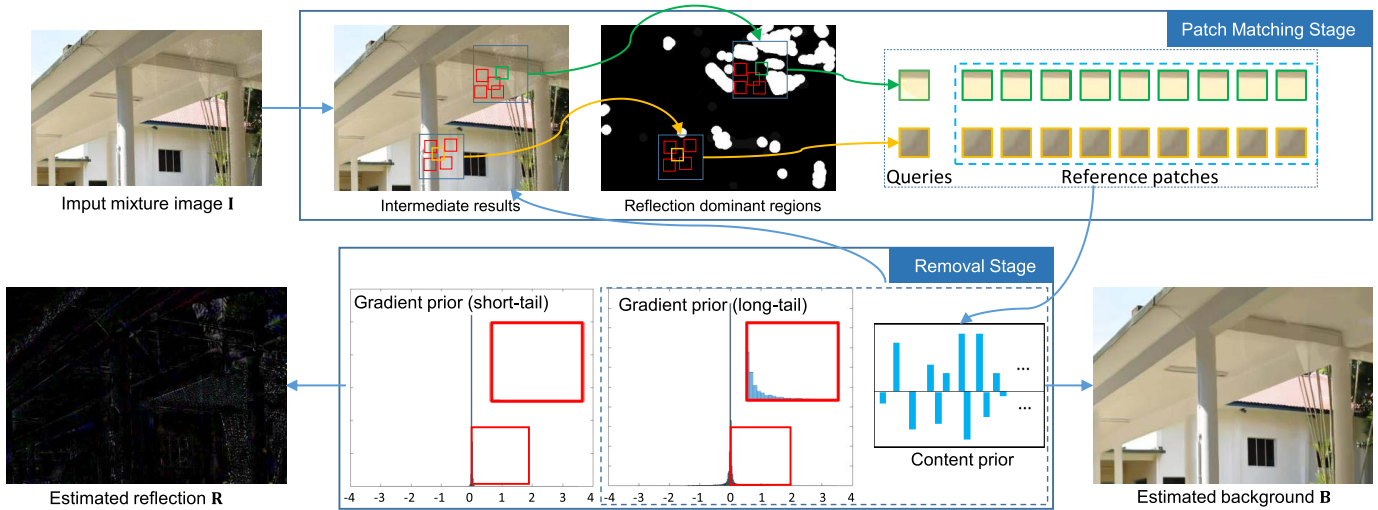 Patch Matching Stage
Imput mixture image I
Intermediate results
Reflection dominant regions
Queries
Reference patches
Removal Stage
Gradient prior (short-tail)
Gradient prior (long-tail)
...
...
Content prior
-4 -3 -2 -1 0 1 2 3 4
-4 -3 -2 -1 0 1 2 3 4
Estimated reflection R
Estimated background B